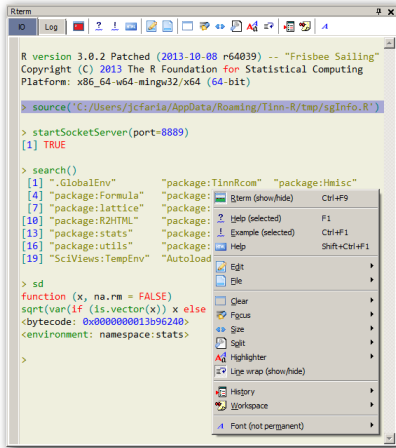 Rterm
IO Log
R version 3.0.2 Patched (2013-10-08 r64039) -- "Frisbee Sailing"
Copyright (C) 2013 The R Foundation for Statistical Computing
Platform: x86_64-w64-mingw32/x64 (64-bit)
> source('C:/Users/jcfaria/AppData/Roaming/Tinn-R/tmp/sgInfo.R')
> startSocketServer(port=8889)
[1] TRUE
> search()
[1] ".GlobalEnv" "package:TinnRcom" "package:Hmisc"
[4] "package:Formula" "package:
[7] "package:lattice" "package:
[10] "package:R2HTML" "package:
[13] "package:stats" "package:
[16] "package:utils" "package:
[19] "SciViews:TempEnv" "Autoload
> sd
function (x, na.rm = FALSE)
sqrt(var(if (is.vector(x)) x else
<bytecode: 0x0000000013b96240>
<environment: namespace:stats>
>
Rterm (show/hide) Ctrl+F9
Help (selected) F1
Example (selected) Ctrl+F1
Help Shift+Ctrl+F1
Edit
File
Clear
Focus
Size
Split
Highlighter
Line wrap (show/hide)
History
Workspace
Font (not permanent)